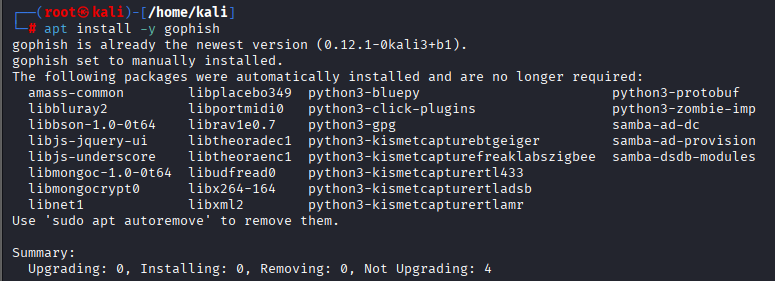 ┌──(root㉿kali)-[/home/kali]
└─# apt install -y gophish
gophish is already the newest version (0.12.1-0kali3+b1).
gophish set to manually installed.
The following packages were automatically installed and are no longer required:
  amass-common         libplacebo349  python3-bluepy                       python3-protobuf
  libbluray2           libportmidi0   python3-click-plugins                python3-zombie-imp
  libbson-1.0-0t64     librav1e0.7    python3-gpg                          samba-ad-dc
  libjs-jquery-ui      libtheoradec1  python3-kismetcapturebtgeiger        samba-ad-provision
  libjs-underscore     libtheoraenc1  python3-kismetcapturefreaklabszigbee  samba-dsdb-modules
  libmongoc-1.0-0t64   libudfread0    python3-kismetcapturertl433
  libmongocrypt0       libx264-164    python3-kismetcapturertladsb
  libnet1              libxml2        python3-kismetcapturertlamr
Use 'sudo apt autoremove' to remove them.
Summary:
  Upgrading: 0, Installing: 0, Removing: 0, Not Upgrading: 4